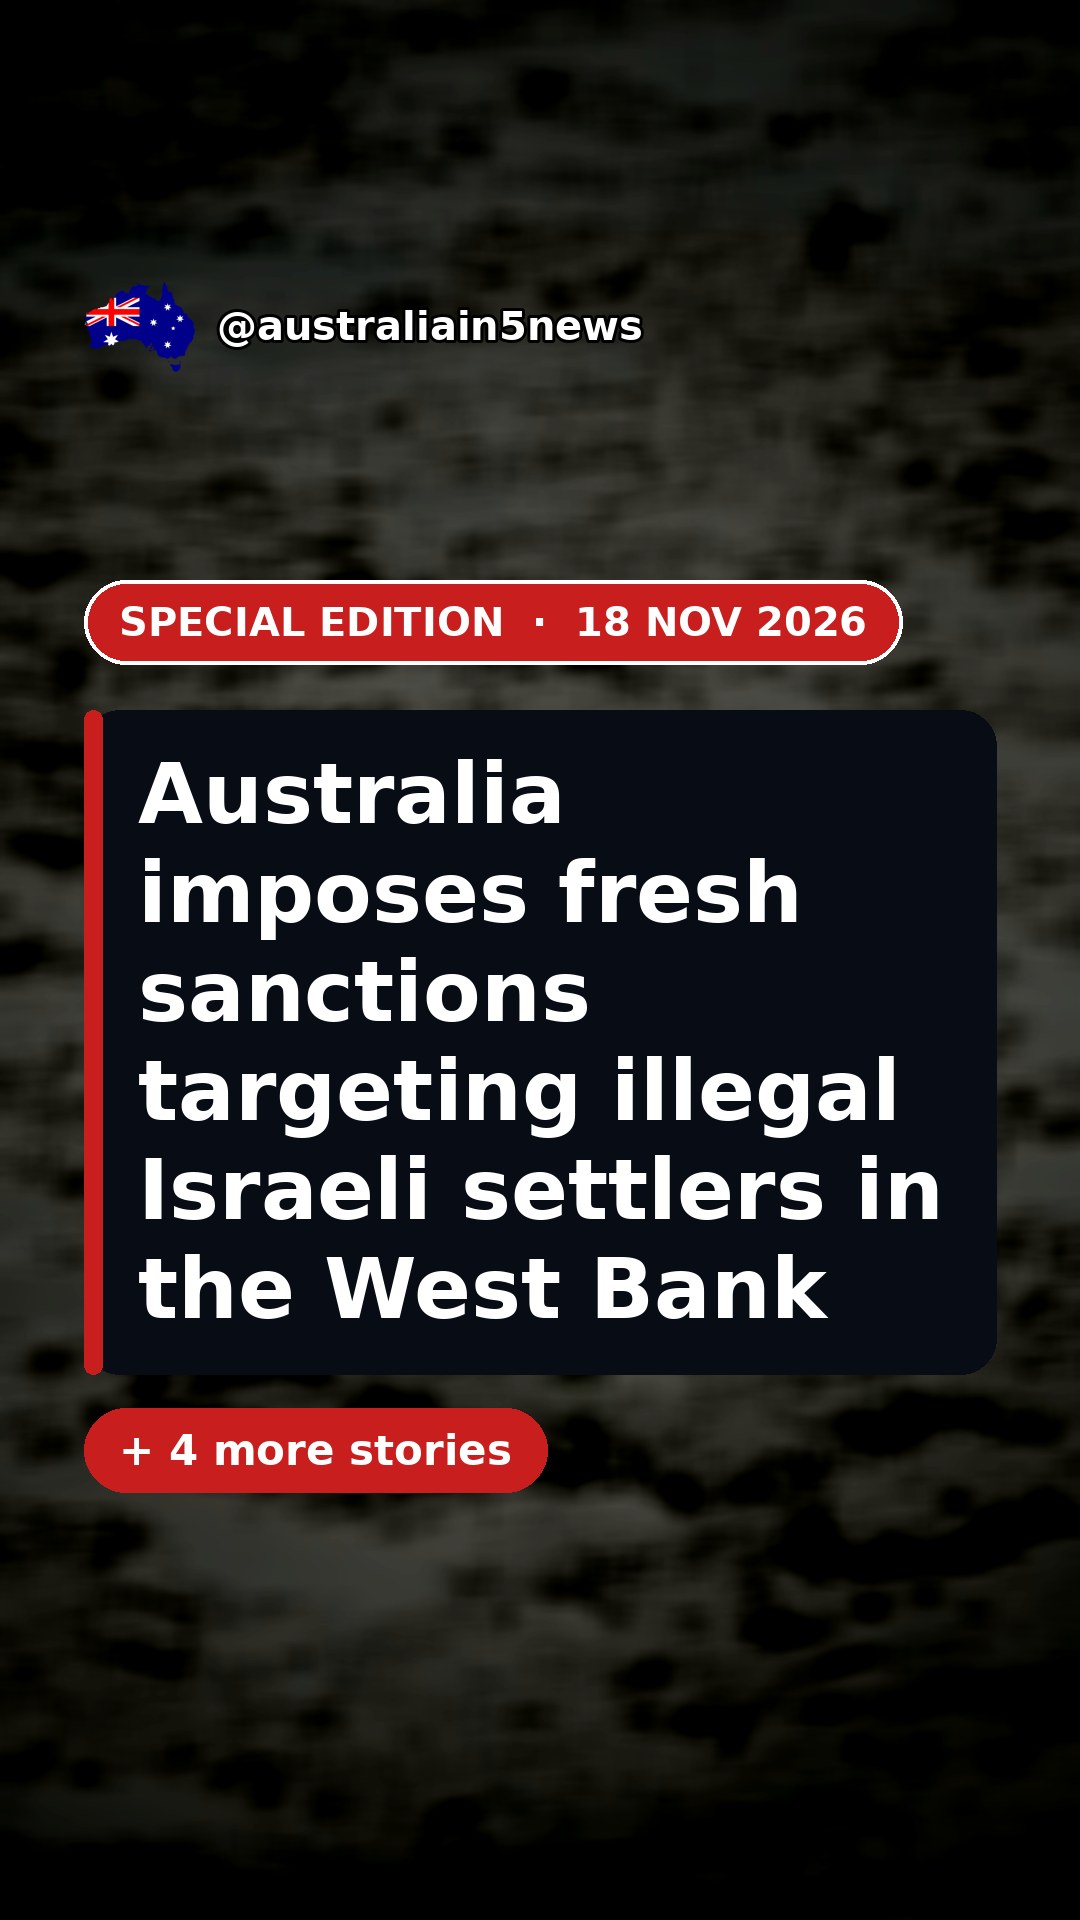 @australiain5news
SPECIAL EDITION · 18 NOV 2026
Australia
imposes fresh
sanctions
targeting illegal
Israeli settlers in
the West Bank
+ 4 more stories